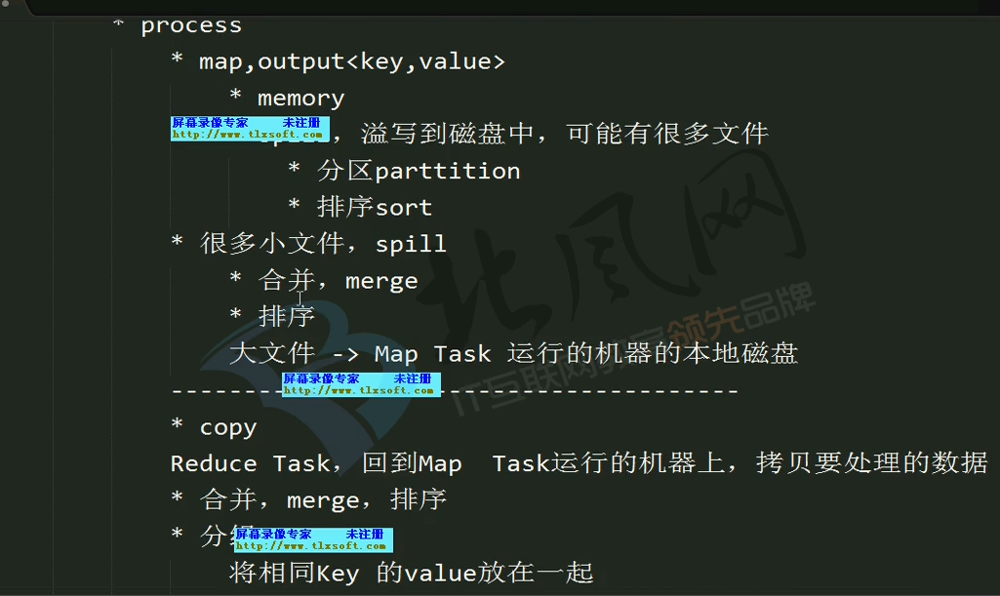 * process
* map,output<key,value>
* memory
屏幕录像专家 未注册
http://www.tlxsoft.com
，溢写到磁盘中，可能有很多文件
* 分区parttition
* 排序sort
* 很多小文件，spill
* 合并，merge
* 排序
大文件 -> Map Task 运行的机器的本地磁盘
北风网
IT互联网教育领先品牌
屏幕录像专家 未注册
http://www.tlxsoft.com
---------------------------------------
* copy
Reduce Task，回到Map  Task运行的机器上，拷贝要处理的数据
* 合并，merge，排序
* 分组
屏幕录像专家 未注册
http://www.tlxsoft.com
将相同Key 的value放在一起